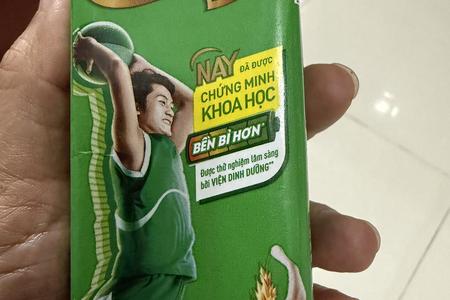 NAY ĐÃ ĐƯỢC
CHỨNG MINH
KHOA HỌC
BỀN BỈ HƠN*
Được thử nghiệm lâm sàng
bởi VIỆN DINH DƯỠNG**